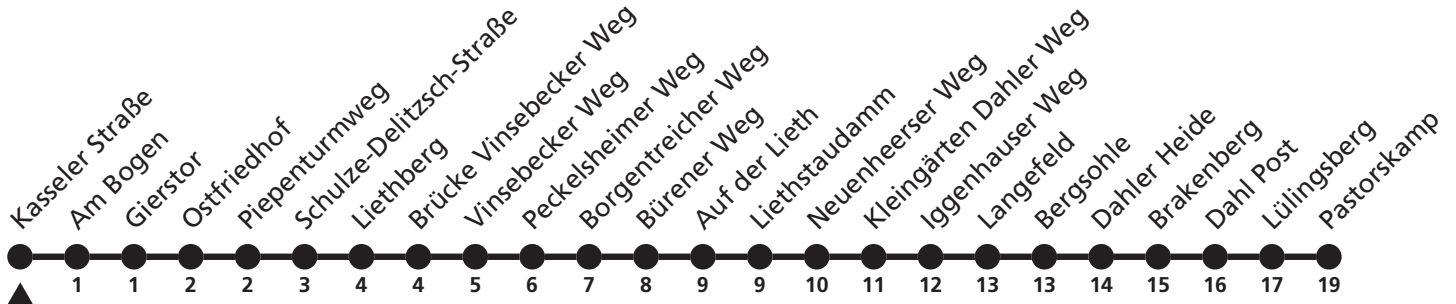 Kasseler Straße
Am Bogen
Gierstor
Ostfriedhof
Piepenturmweg
Schulze-Delitzsch-Straße
Liethberg
Brücke Vinsebecker Weg
Vinsebecker Weg
Peckelsheimer Weg
Borgentreicher Weg
Bürener Weg
Auf der Lieth
Liethstaudamm
Neuenheerser Weg
Kleingärten Dahler Weg
Iggenhauser Weg
Langefeld
Bergsohle
Dahler Heide
Brakenberg
Dahl Post
Lülingsberg
Pastorskamp
1 1 2 2 3 4 4 5 6 7 8 9 9 10 11 12 13 13 14 15 16 17 19